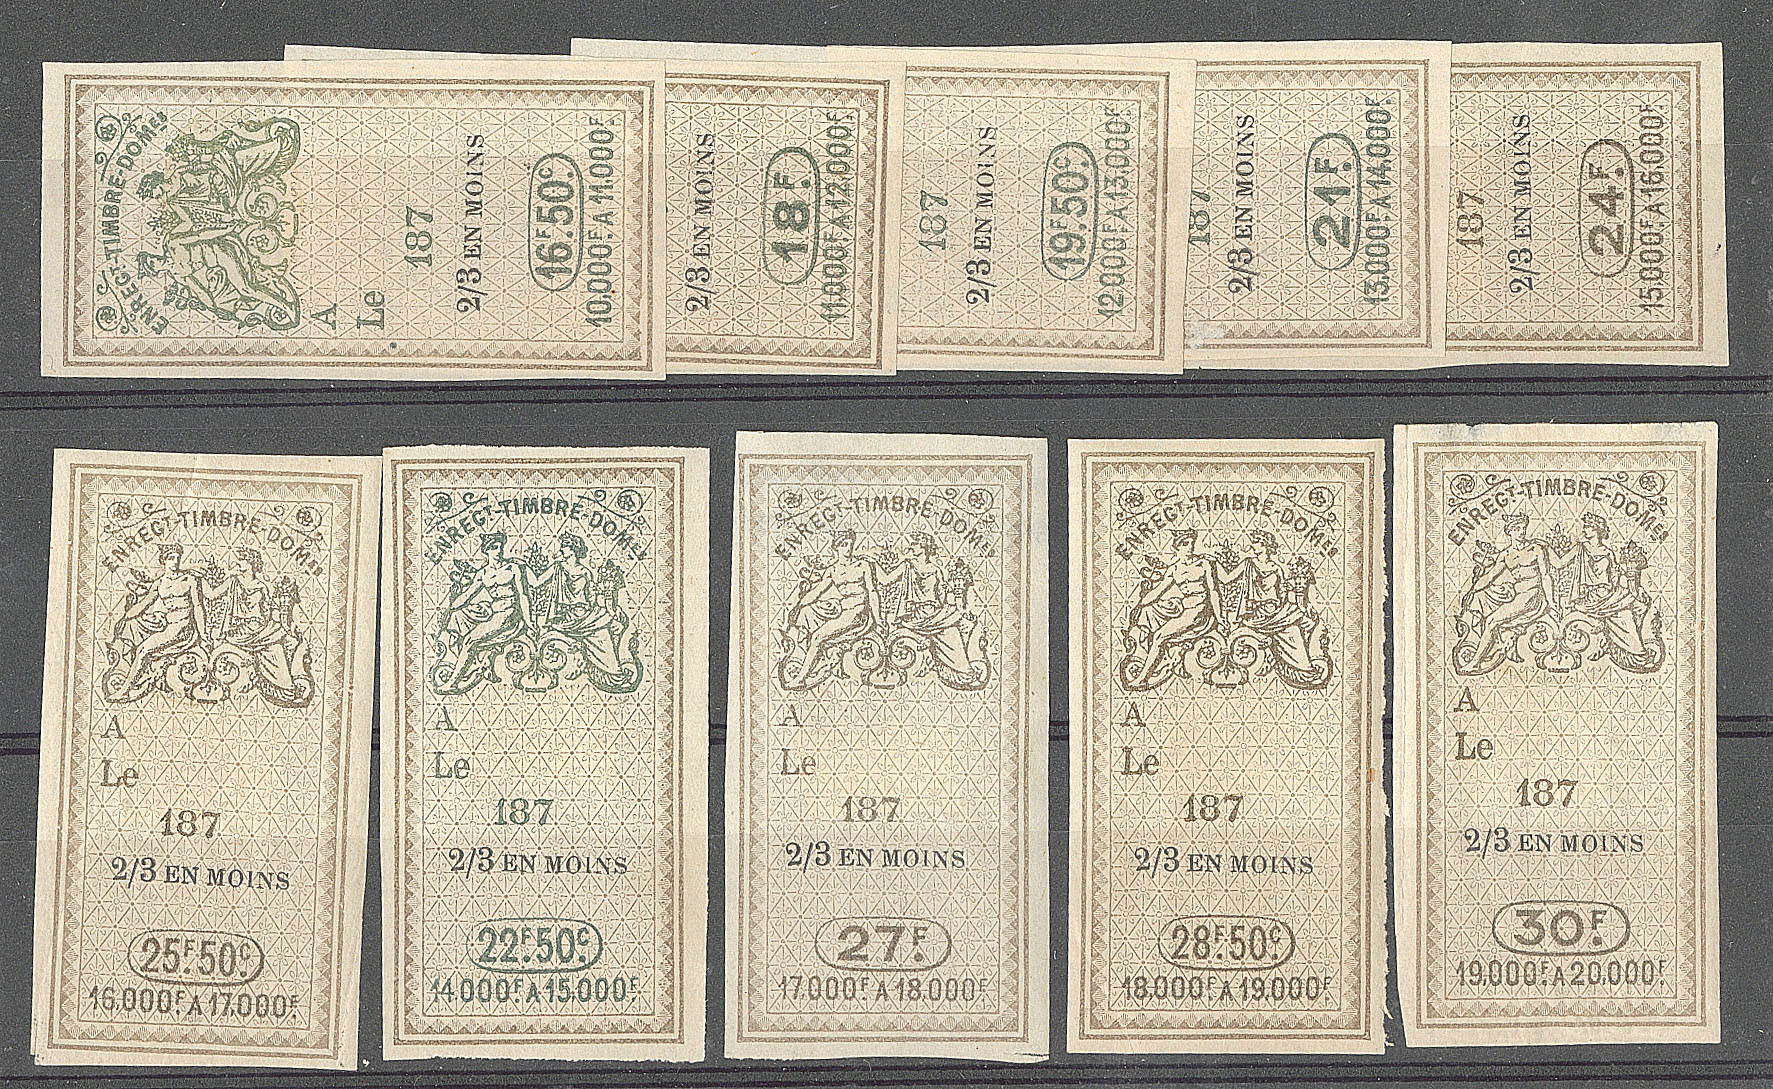 ENREGT-TIMBRE-DOMES
A
Le
187
2/3 EN MOINS
16F.50C.
10.000F. A 11.000F.
2/3 EN MOINS
18F.
11.000F. A 12.000F.
187
2/3 EN MOINS
19F.50C.
12.000F. A 13.000F.
187
2/3 EN MOINS
21F.
13.000F. A 14.000F.
187
2/3 EN MOINS
24F.
15.000F. A 16.000F.
ENREGT-TIMBRE-DOMES
A
Le
187
2/3 EN MOINS
25F.50C.
16.000F. A 17.000F.
ENREGT-TIMBRE-DOMES
A
Le
187
2/3 EN MOINS
22F.50C.
14.000F. A 15.000F.
ENREGT-TIMBRE-DOMES
A
Le
187
2/3 EN MOINS
27F.
17.000F. A 18.000F.
ENREGT-TIMBRE-DOMES
A
Le
187
2/3 EN MOINS
28F.50C.
18.000F. A 19.000F.
ENREGT-TIMBRE-DOMES
A
Le
187
2/3 EN MOINS
30F.
19.000F. A 20.000F.